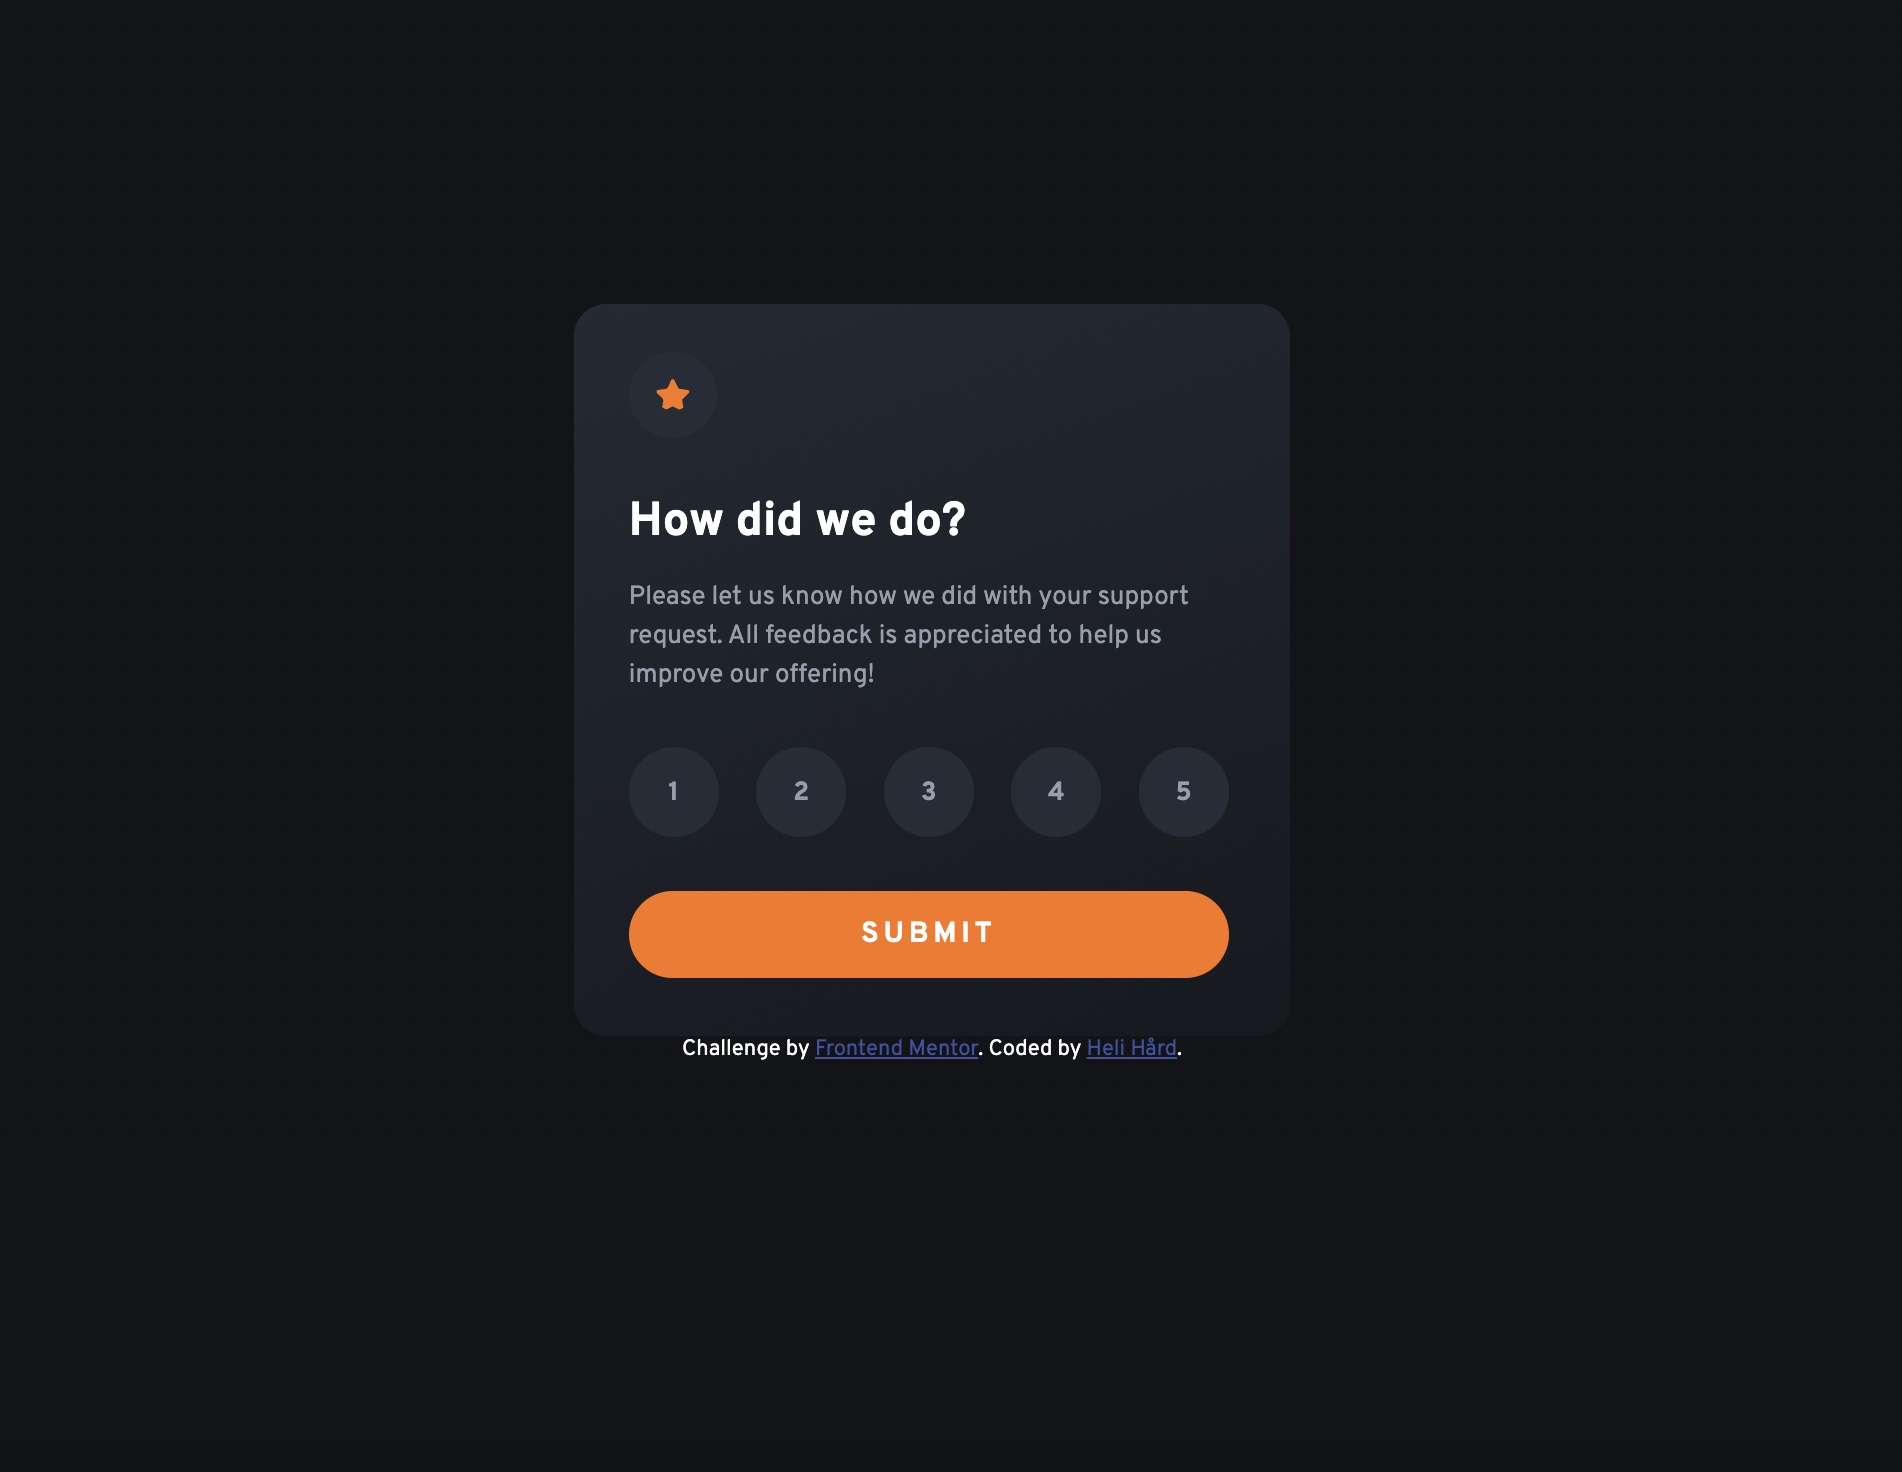 How did we do?
Please let us know how we did with your support
request. All feedback is appreciated to help us
improve our offering!
1 2 3 4 5
SUBMIT
Challenge by Frontend Mentor. Coded by Heli Hård.